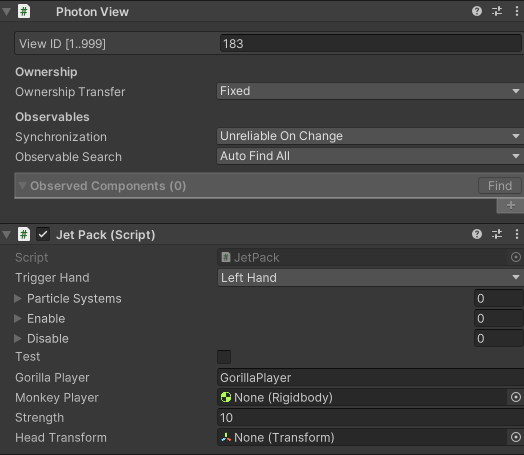 Photon View
View ID [1..999] 183
Ownership
Ownership Transfer Fixed
Observables
Synchronization Unreliable On Change
Observable Search Auto Find All
Observed Components (0) Find
+
Jet Pack (Script)
Script JetPack
Trigger Hand Left Hand
Particle Systems 0
Enable 0
Disable 0
Test
Gorilla Player GorillaPlayer
Monkey Player None (Rigidbody)
Strength 10
Head Transform None (Transform)